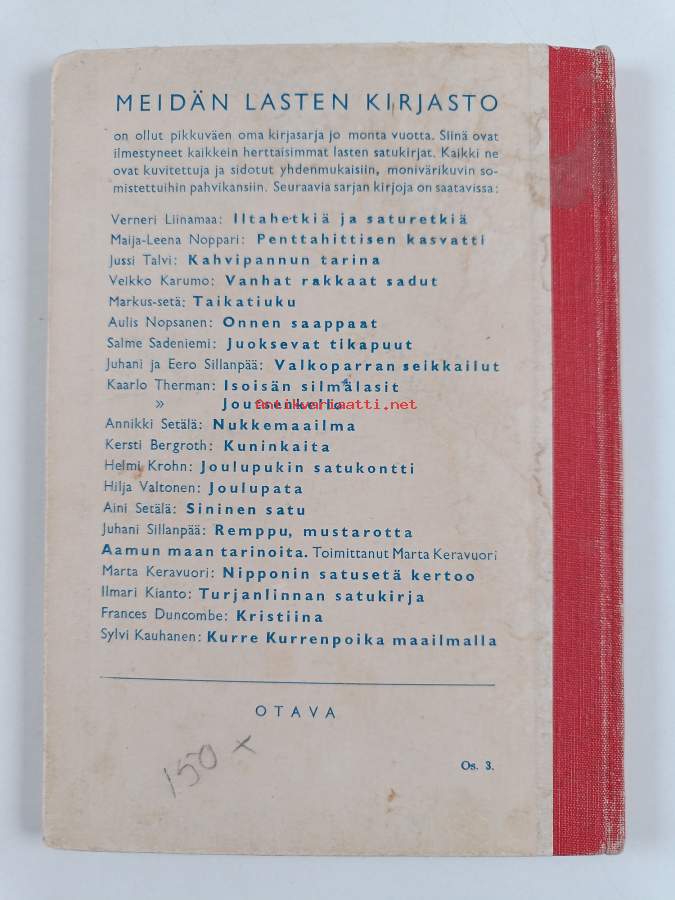 MEIDÄN LASTEN KIRJASTO
on ollut pikkuväen oma kirjasarja jo monta vuotta. Siinä ovat
ilmestyneet kaikkein herttaisimmat lasten satukirjat. Kaikki ne
ovat kuvitettuja ja sidotut yhdenmukaisiin, monivärikuvin so-
mistettuihin pahvikansiin. Seuraavia sarjan kirjoja on saatavissa:
Verneri Liinamaa: Iltahetkiä ja saturetkiä
Maija-Leena Noppari: Penttahittisen kasvatti
Jussi Talvi: Kahvipannun tarina
Veikko Karumo: Vanhat rakkaat sadut
Markus-setä: Taikatiuku
Aulis Nopsanen: Onnen saappaat
Salme Sadeniemi: Juoksevat tikapuut
Juhani ja Eero Sillanpää: Valkoparran seikkailut
Kaarlo Therman: Isoisän silmälasit
» Joutsenkello
antikvariaatti.net
Annikki Setälä: Nukkemaailma
Kersti Bergroth: Kuninkaita
Helmi Krohn: Joulupukin satukontti
Hilja Valtonen: Joulupata
Aini Setälä: Sininen satu
Juhani Sillanpää: Remppu, mustarotta
Aamun maan tarinoita. Toimittanut Marta Keravuori
Marta Keravuori: Nipponin satusetä kertoo
Ilmari Kianto: Turjanlinnan satukirja
Frances Duncombe: Kristiina
Sylvi Kauhanen: Kurre Kurrenpoika maailmalla
OTAVA
150 x
Os. 3.